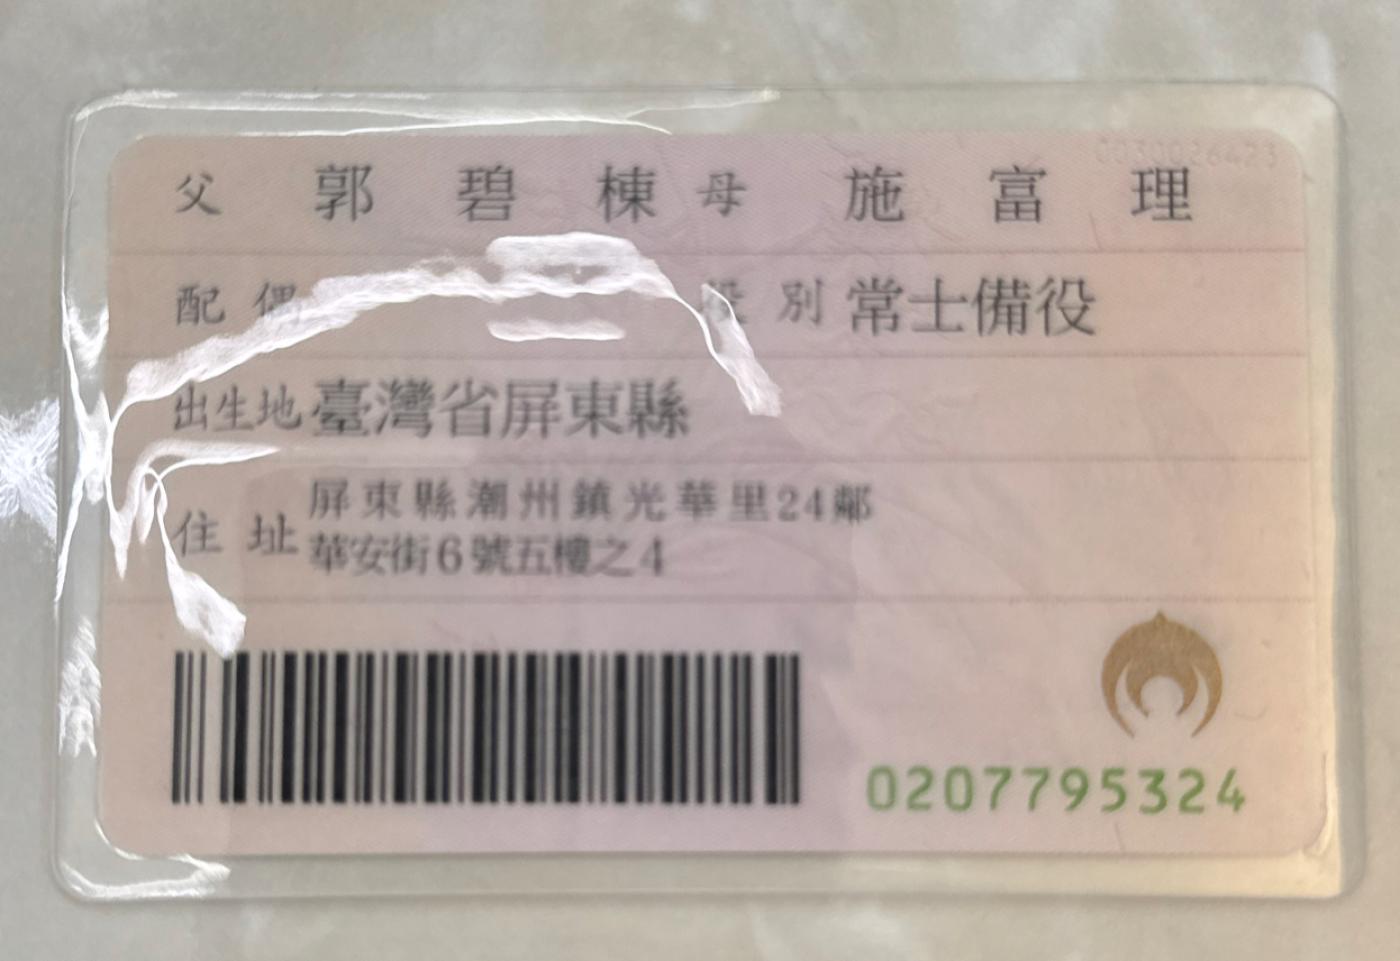 父 郭碧棟 母 施富理
配偶 役別 常士備役
出生地 臺灣省屏東縣
住址 屏東縣潮州鎮光華里24鄰
華安街6號五樓之4
0207795324